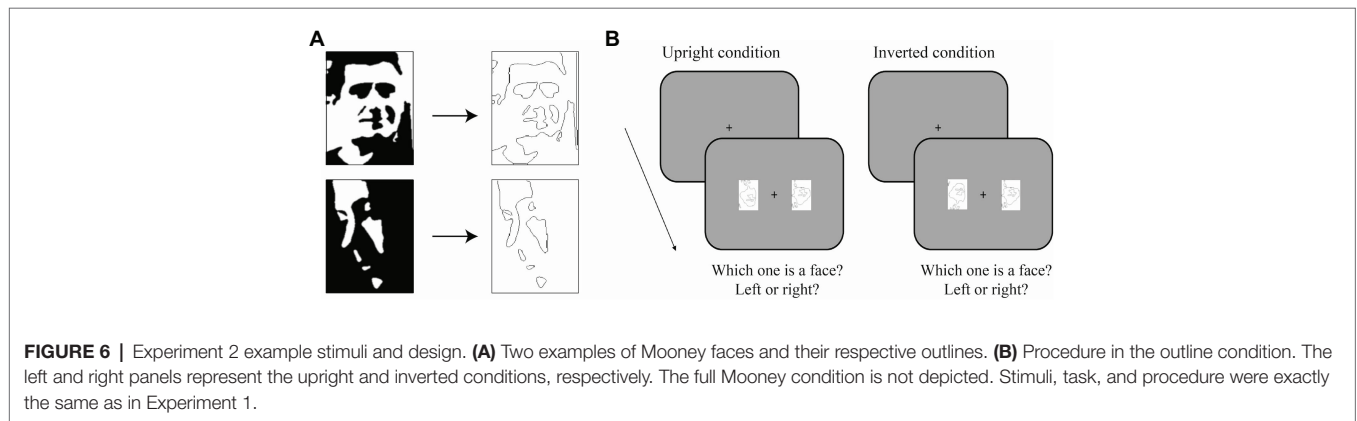 A
B
Upright condition
Inverted condition
+
+
+
+
Which one is a face?
Left or right?
Which one is a face?
Left or right?
FIGURE 6 | Experiment 2 example stimuli and design. (A) Two examples of Mooney faces and their respective outlines. (B) Procedure in the outline condition. The
left and right panels represent the upright and inverted conditions, respectively. The full Mooney condition is not depicted. Stimuli, task, and procedure were exactly
the same as in Experiment 1.